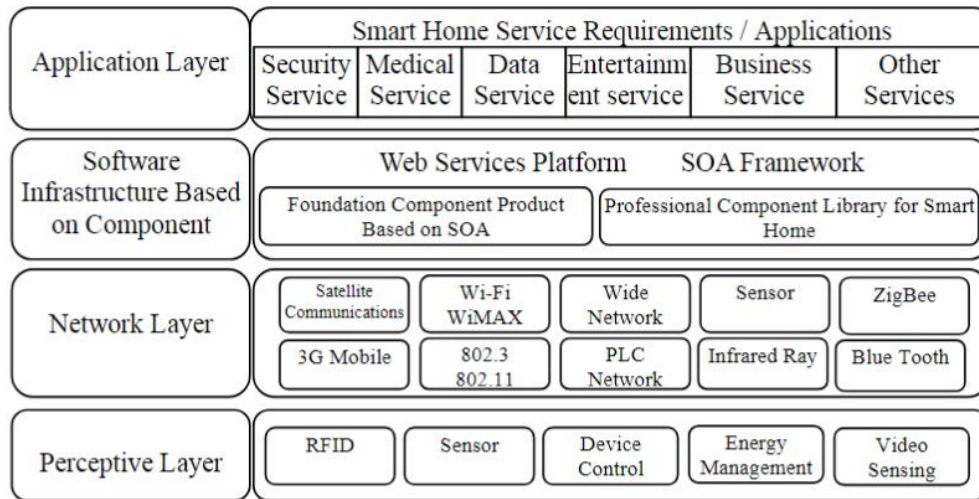 Application Layer
Smart Home Service Requirements / Applications
Security
Service
Medical
Service
Data
Service
Entertainm
ent service
Business
Service
Other
Services
Software
Infrastructure Based
on Component
Web Services Platform SOA Framework
Foundation Component Product
Based on SOA
Professional Component Library for Smart
Home
Network Layer
Satellite
Communications
Wi-Fi
WiMAX
Wide
Network
Sensor
ZigBee
3G Mobile
802.3
802.11
PLC
Network
Infrared Ray
Blue Tooth
Perceptive Layer
RFID
Sensor
Device
Control
Energy
Management
Video
Sensing